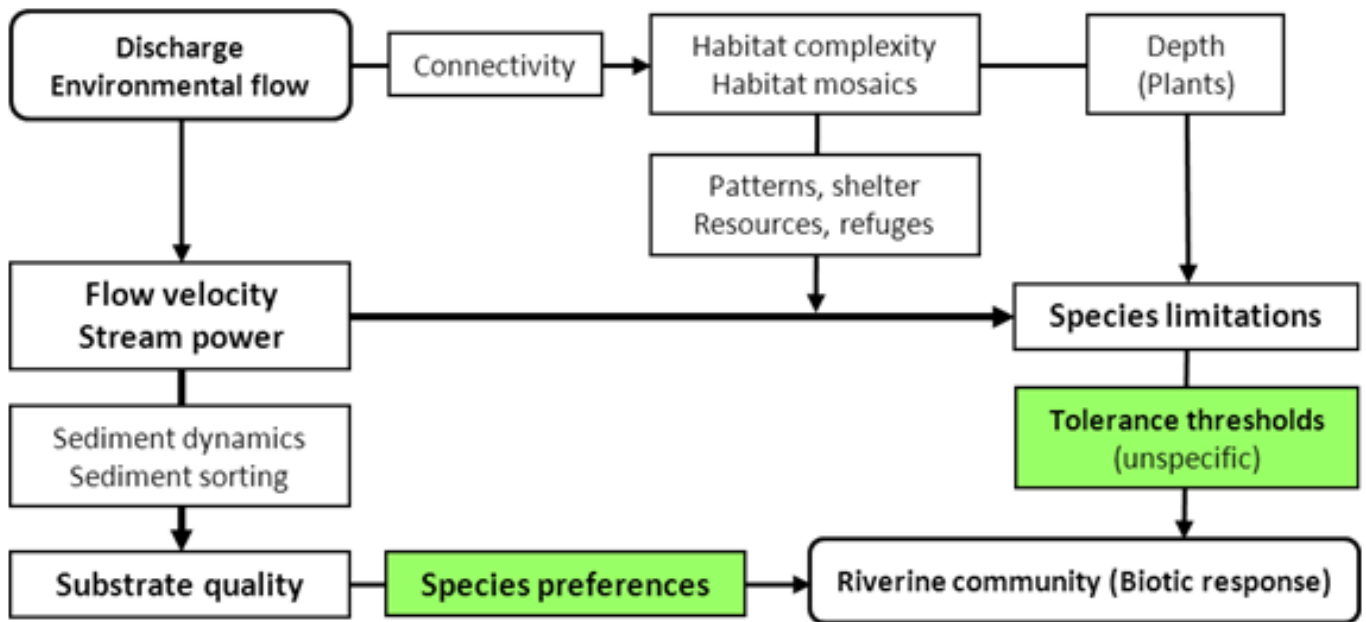 Discharge
Environmental flow
Connectivity
Habitat complexity
Habitat mosaics
Depth
(Plants)
Patterns, shelter
Resources, refuges
Flow velocity
Stream power
Species limitations
Sediment dynamics
Sediment sorting
Tolerance thresholds
(unspecific)
Substrate quality
Species preferences
Riverine community (Biotic response)